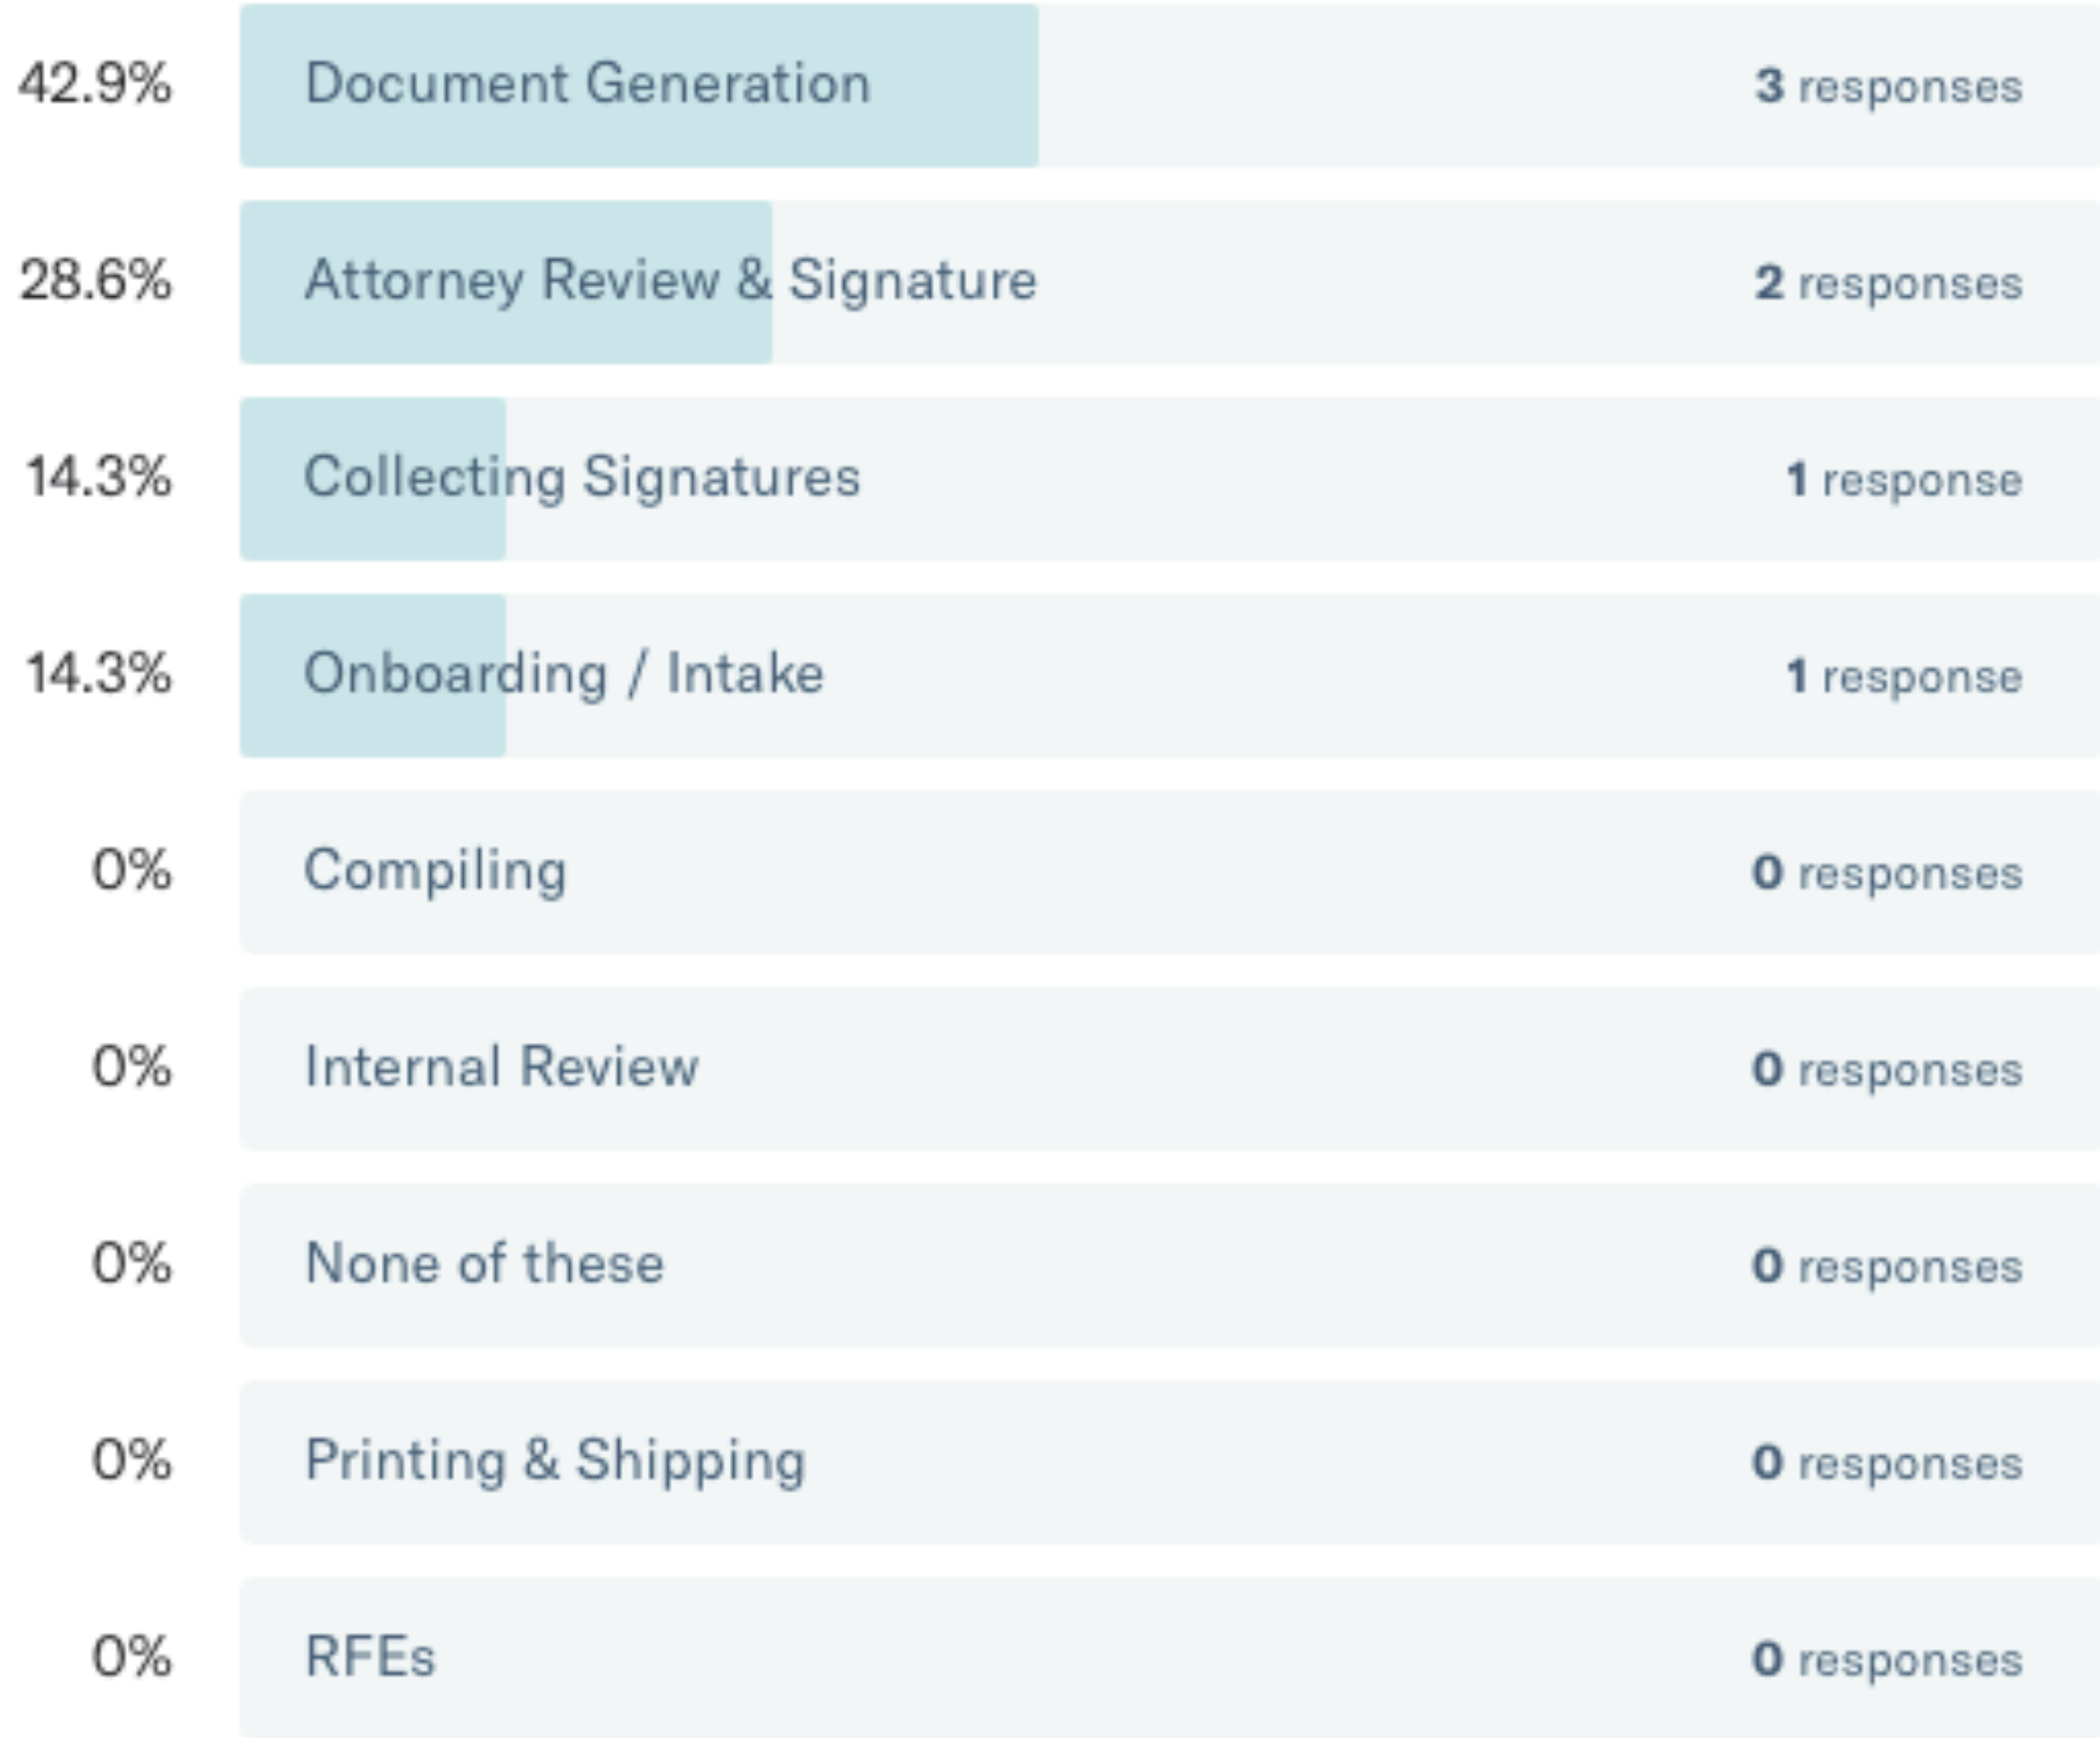 42.9% Document Generation 3 responses
28.6% Attorney Review & Signature 2 responses
14.3% Collecting Signatures 1 response
14.3% Onboarding / Intake 1 response
0% Compiling 0 responses
0% Internal Review 0 responses
0% None of these 0 responses
0% Printing & Shipping 0 responses
0% RFEs 0 responses